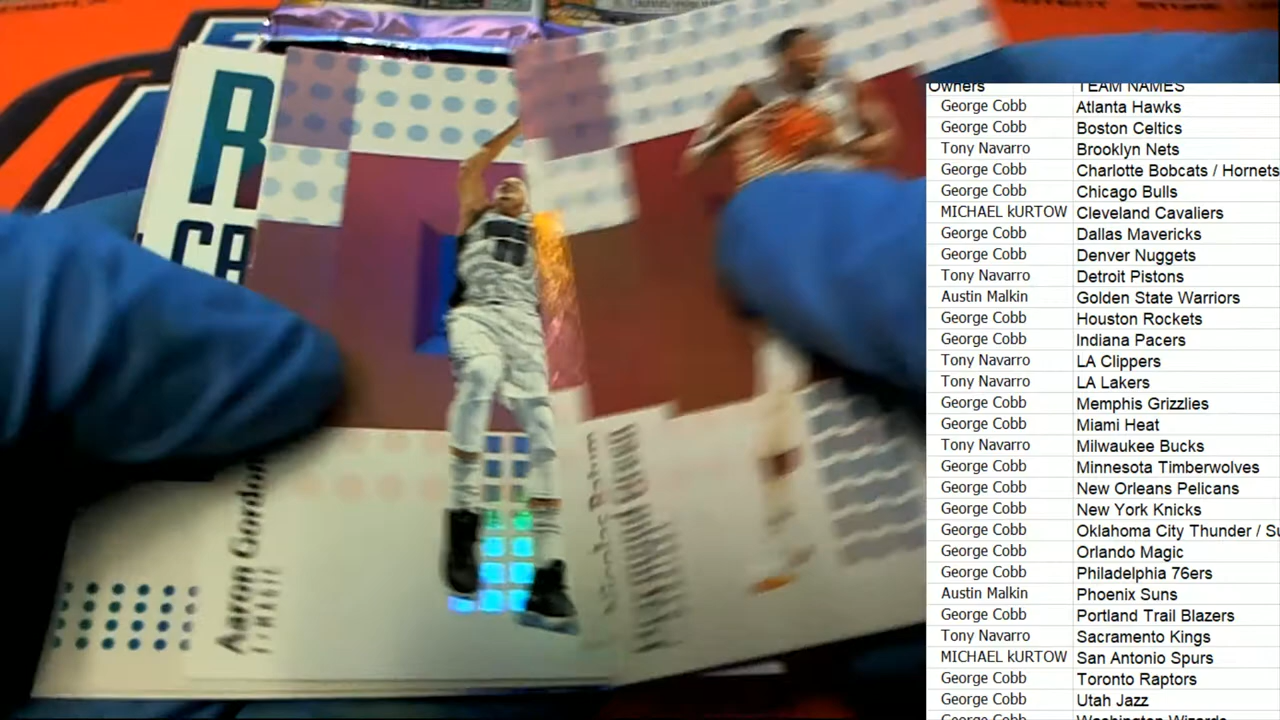 R
CR
Aaron Gordon
Owners TEAM NAMES
George Cobb Atlanta Hawks
George Cobb Boston Celtics
Tony Navarro Brooklyn Nets
George Cobb Charlotte Bobcats / Hornets
George Cobb Chicago Bulls
MICHAEL kURTOW Cleveland Cavaliers
George Cobb Dallas Mavericks
George Cobb Denver Nuggets
Tony Navarro Detroit Pistons
Austin Malkin Golden State Warriors
George Cobb Houston Rockets
George Cobb Indiana Pacers
Tony Navarro LA Clippers
Tony Navarro LA Lakers
George Cobb Memphis Grizzlies
George Cobb Miami Heat
Tony Navarro Milwaukee Bucks
George Cobb Minnesota Timberwolves
George Cobb New Orleans Pelicans
George Cobb New York Knicks
George Cobb Oklahoma City Thunder / Su
George Cobb Orlando Magic
George Cobb Philadelphia 76ers
Austin Malkin Phoenix Suns
George Cobb Portland Trail Blazers
Tony Navarro Sacramento Kings
MICHAEL kURTOW San Antonio Spurs
George Cobb Toronto Raptors
George Cobb Utah Jazz
George Cobb Washington Wizards